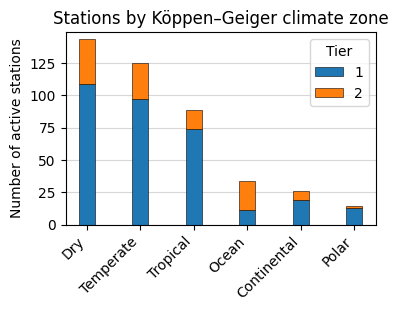 Stations by Köppen–Geiger climate zone
Number of active stations
125
100
75
50
25
0
Tier
1
2
Dry
Temperate
Tropical
Ocean
Continental
Polar